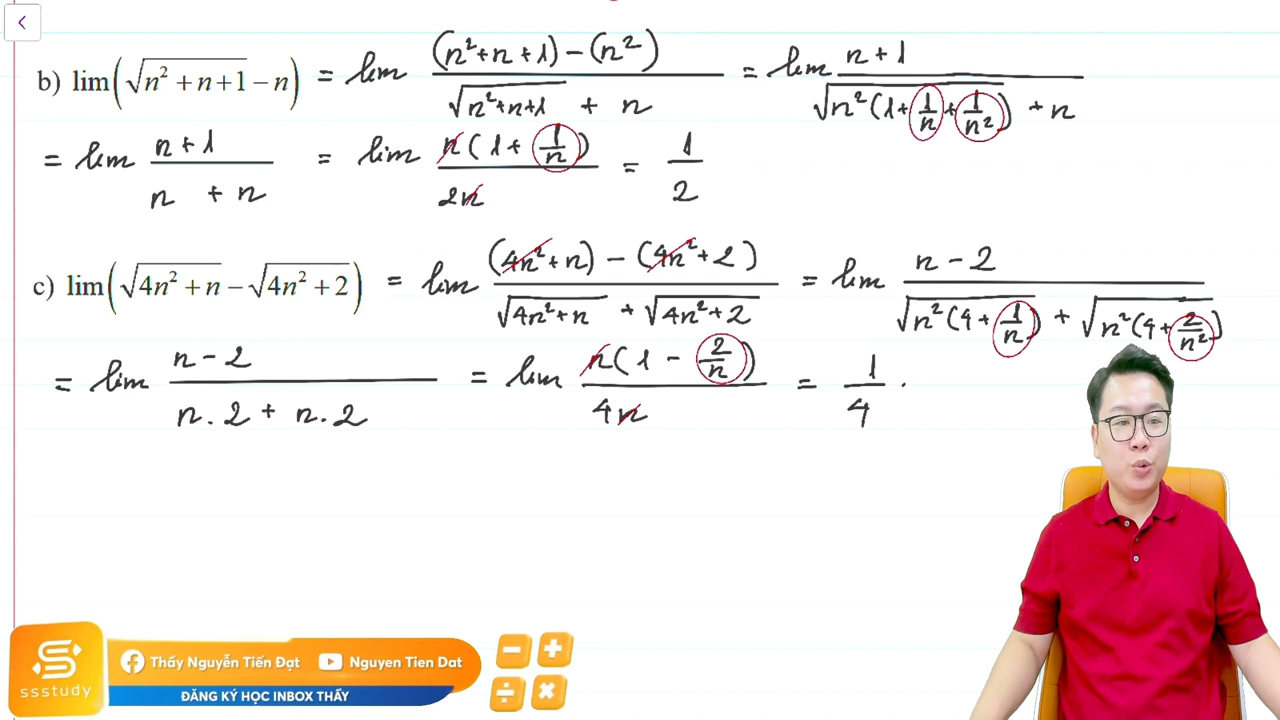 b) lim(√(n² + n + 1) − n) = lim ((n² + n + 1) − (n²))/(√(n² + n + 1) + n) = lim (n + 1)/(√(n²(1 + 1/n + 1/n²)) + n)
= lim (n + 1)/(n + n) = lim (n(1 + 1/n))/(2n) = 1/2
c) lim(√(4n² + n) − √(4n² + 2)) = lim ((4n² + n) − (4n² + 2))/(√(4n² + n) + √(4n² + 2)) = lim (n − 2)/(√(n²(4 + 1/n)) + √(n²(4 + 2/n²)))
= lim (n − 2)/(n . 2 + n . 2) = lim (n(1 − 2/n))/(4n) = 1/4 .
ssstudy
Thầy Nguyễn Tiến Đạt Nguyen Tien Dat
ĐĂNG KÝ HỌC INBOX THẦY
− +
÷ ×